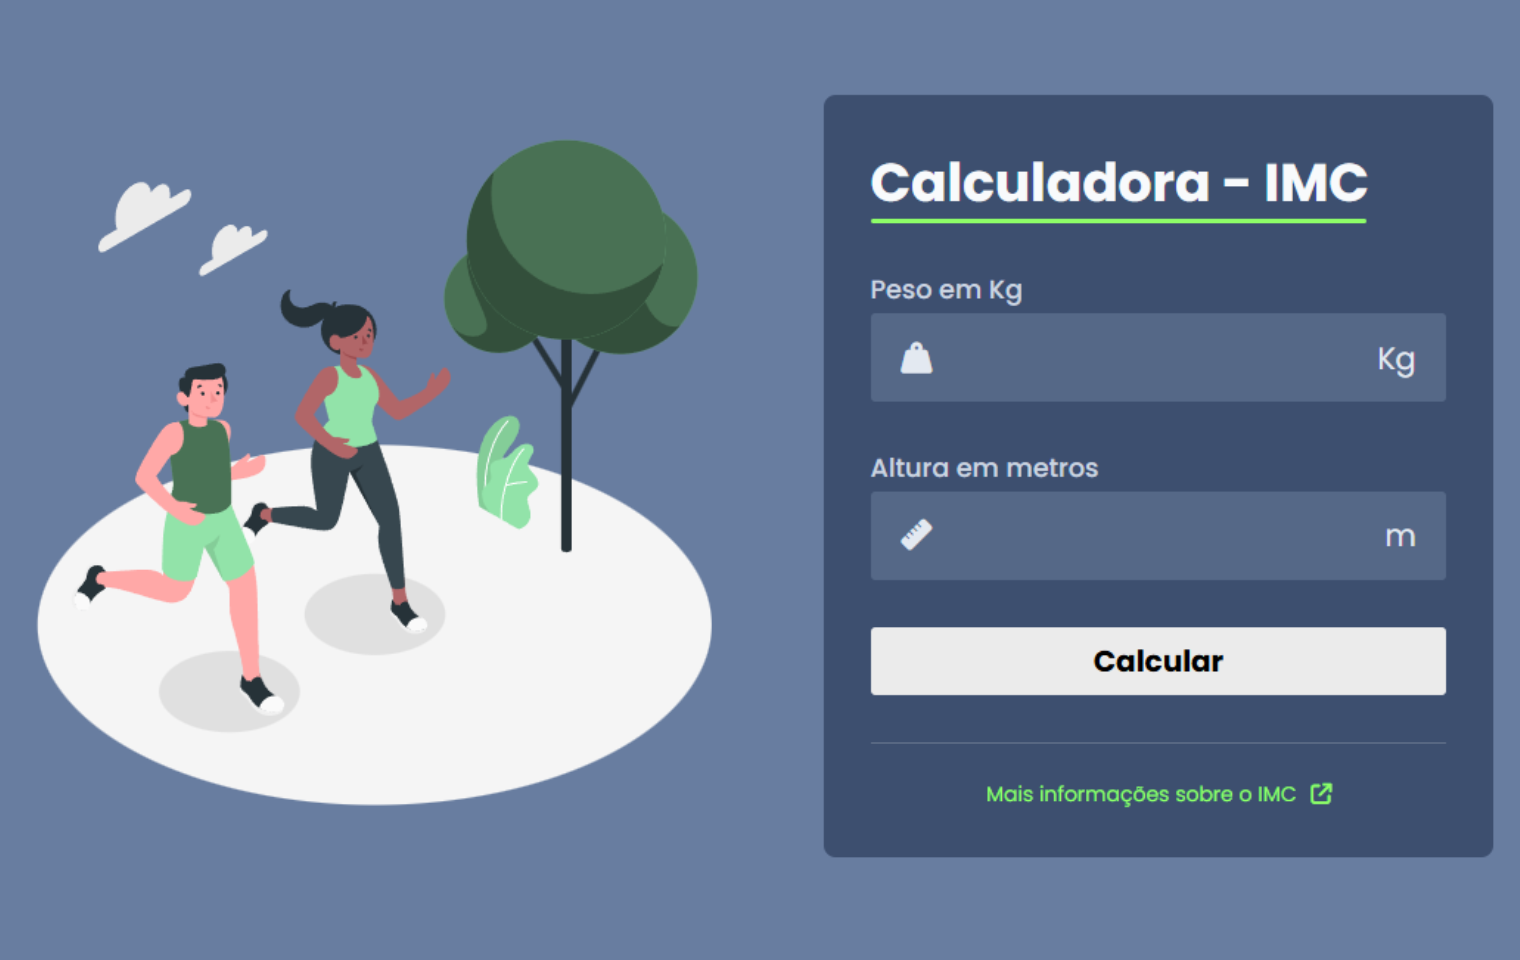 Calculadora - IMC
Peso em Kg
Kg
Altura em metros
m
Calcular
Mais informações sobre o IMC